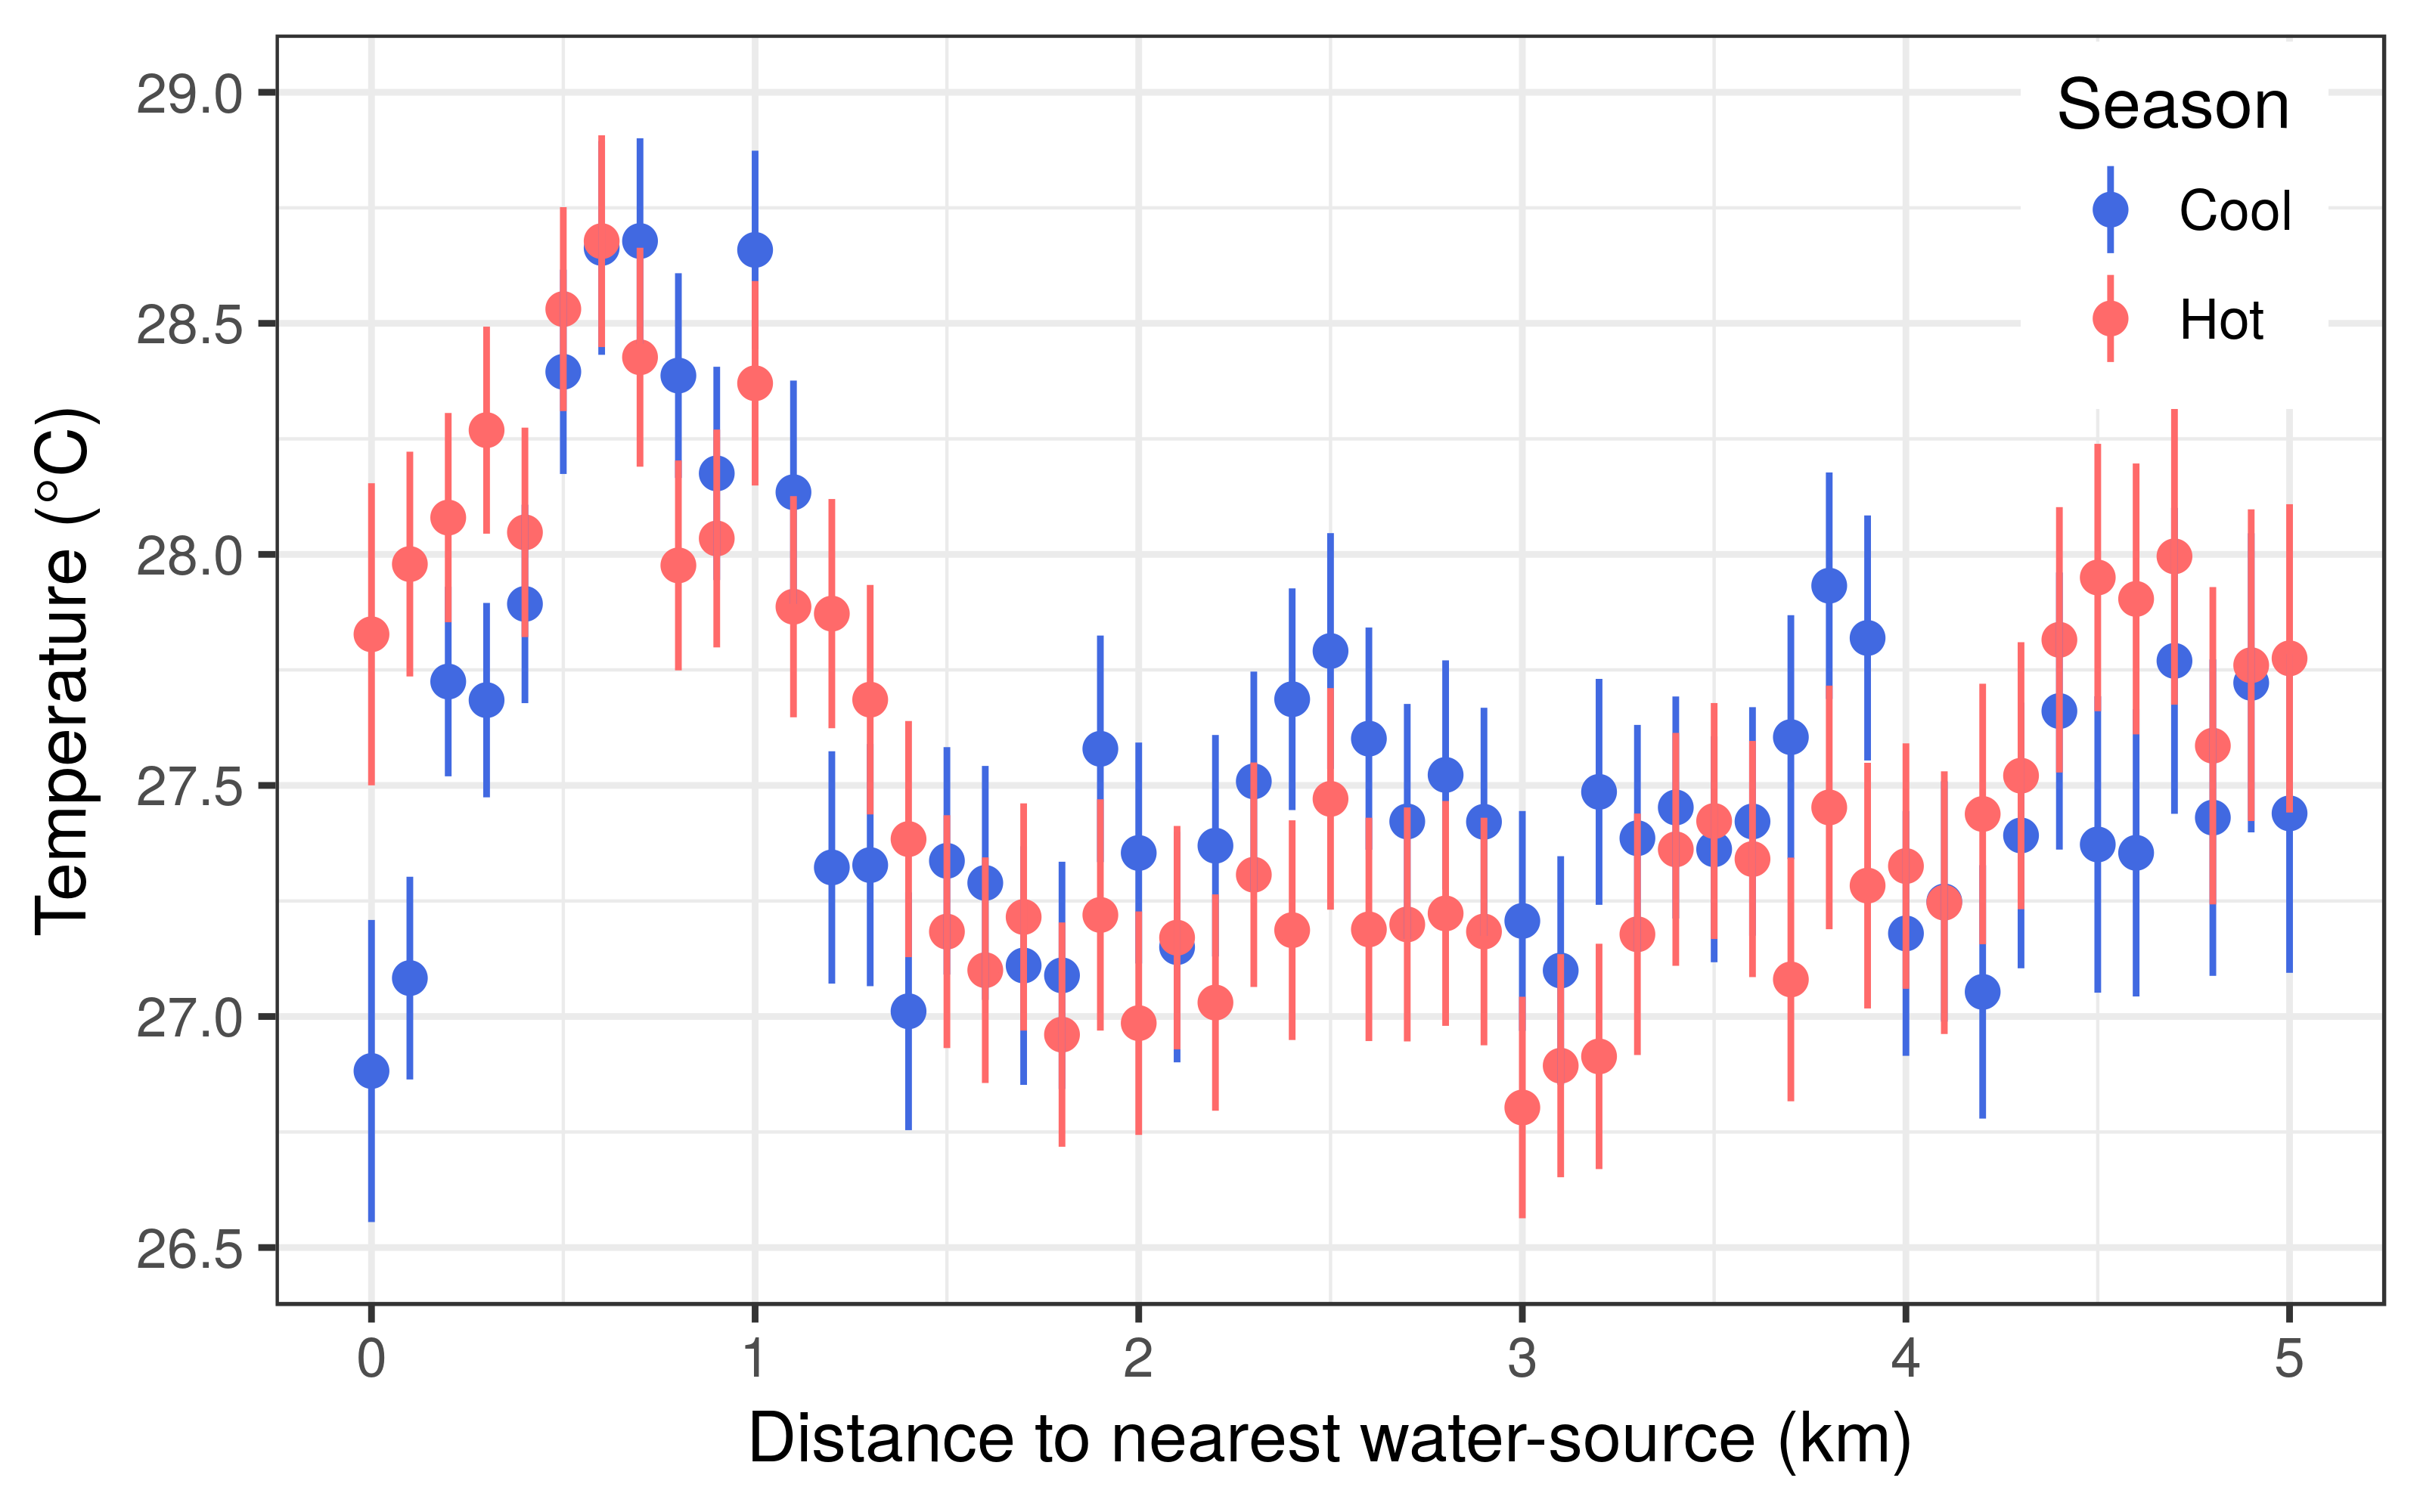 Season
Cool
Hot
29.0
28.5
28.0
27.5
27.0
26.5
Temperature (°C)
0 1 2 3 4 5
Distance to nearest water-source (km)